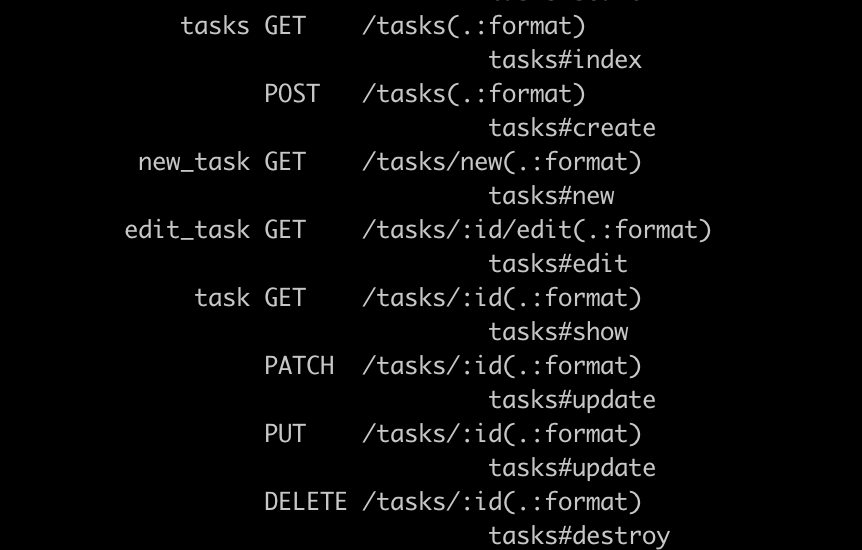 tasks GET /tasks(.:format)
tasks#index
POST /tasks(.:format)
tasks#create
new_task GET /tasks/new(.:format)
tasks#new
edit_task GET /tasks/:id/edit(.:format)
tasks#edit
task GET /tasks/:id(.:format)
tasks#show
PATCH /tasks/:id(.:format)
tasks#update
PUT /tasks/:id(.:format)
tasks#update
DELETE /tasks/:id(.:format)
tasks#destroy